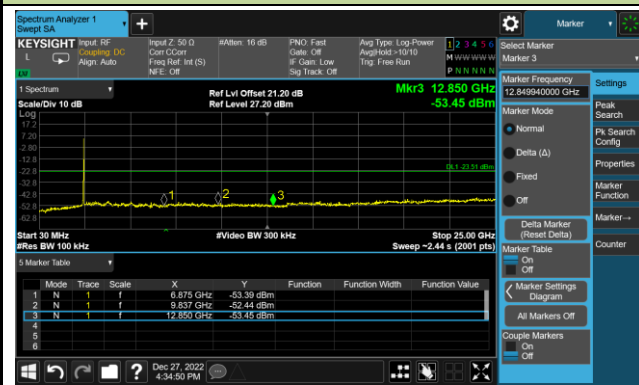 Spectrum Analyzer 1
Swept SA
+
Marker
KEYSIGHT
L
Input: RF
Coupling: DC
Align: Auto
Input Z: 50 Ω
Corr CCorr
Freq Ref: Int (S)
NFE: Off
#Atten: 16 dB
PNO: Fast
Gate: Off
IF Gain: Low
Sig Track: Off
Avg Type: Log-Power
Avg|Hold:>10/10
Trig: Free Run
1 2 3 4 5 6
M W W W W W
P N N N N N
Select Marker
Marker 3
1 Spectrum
Scale/Div 10 dB
Ref Lvl Offset 21.20 dB
Ref Level 27.20 dBm
Mkr3 12.850 GHz
-53.45 dBm
Log
17.2
7.20
-2.80
-12.8
-22.8
-32.8
-42.8
-52.8
-62.8
DL1 -23.51 dBm
1
2
3
Start 30 MHz
#Res BW 100 kHz
#Video BW 300 kHz
Stop 25.00 GHz
Sweep ~2.44 s (2001 pts)
5 Marker Table
Mode Trace Scale X Y Function Function Width Function Value
1 N 1 f 6.875 GHz -53.39 dBm
2 N 1 f 9.837 GHz -52.44 dBm
3 N 1 f 12.850 GHz -53.45 dBm
4
5
6
Marker Frequency
12.849940000 GHz
Marker Mode
Normal
Delta (Δ)
Fixed
Off
Delta Marker
(Reset Delta)
Marker Table
On
Off
Marker Settings
Diagram
All Markers Off
Couple Markers
On
Off
Settings
Peak
Search
Pk Search
Config
Properties
Marker
Function
Marker→
Counter
?
Dec 27, 2022
4:34:50 PM